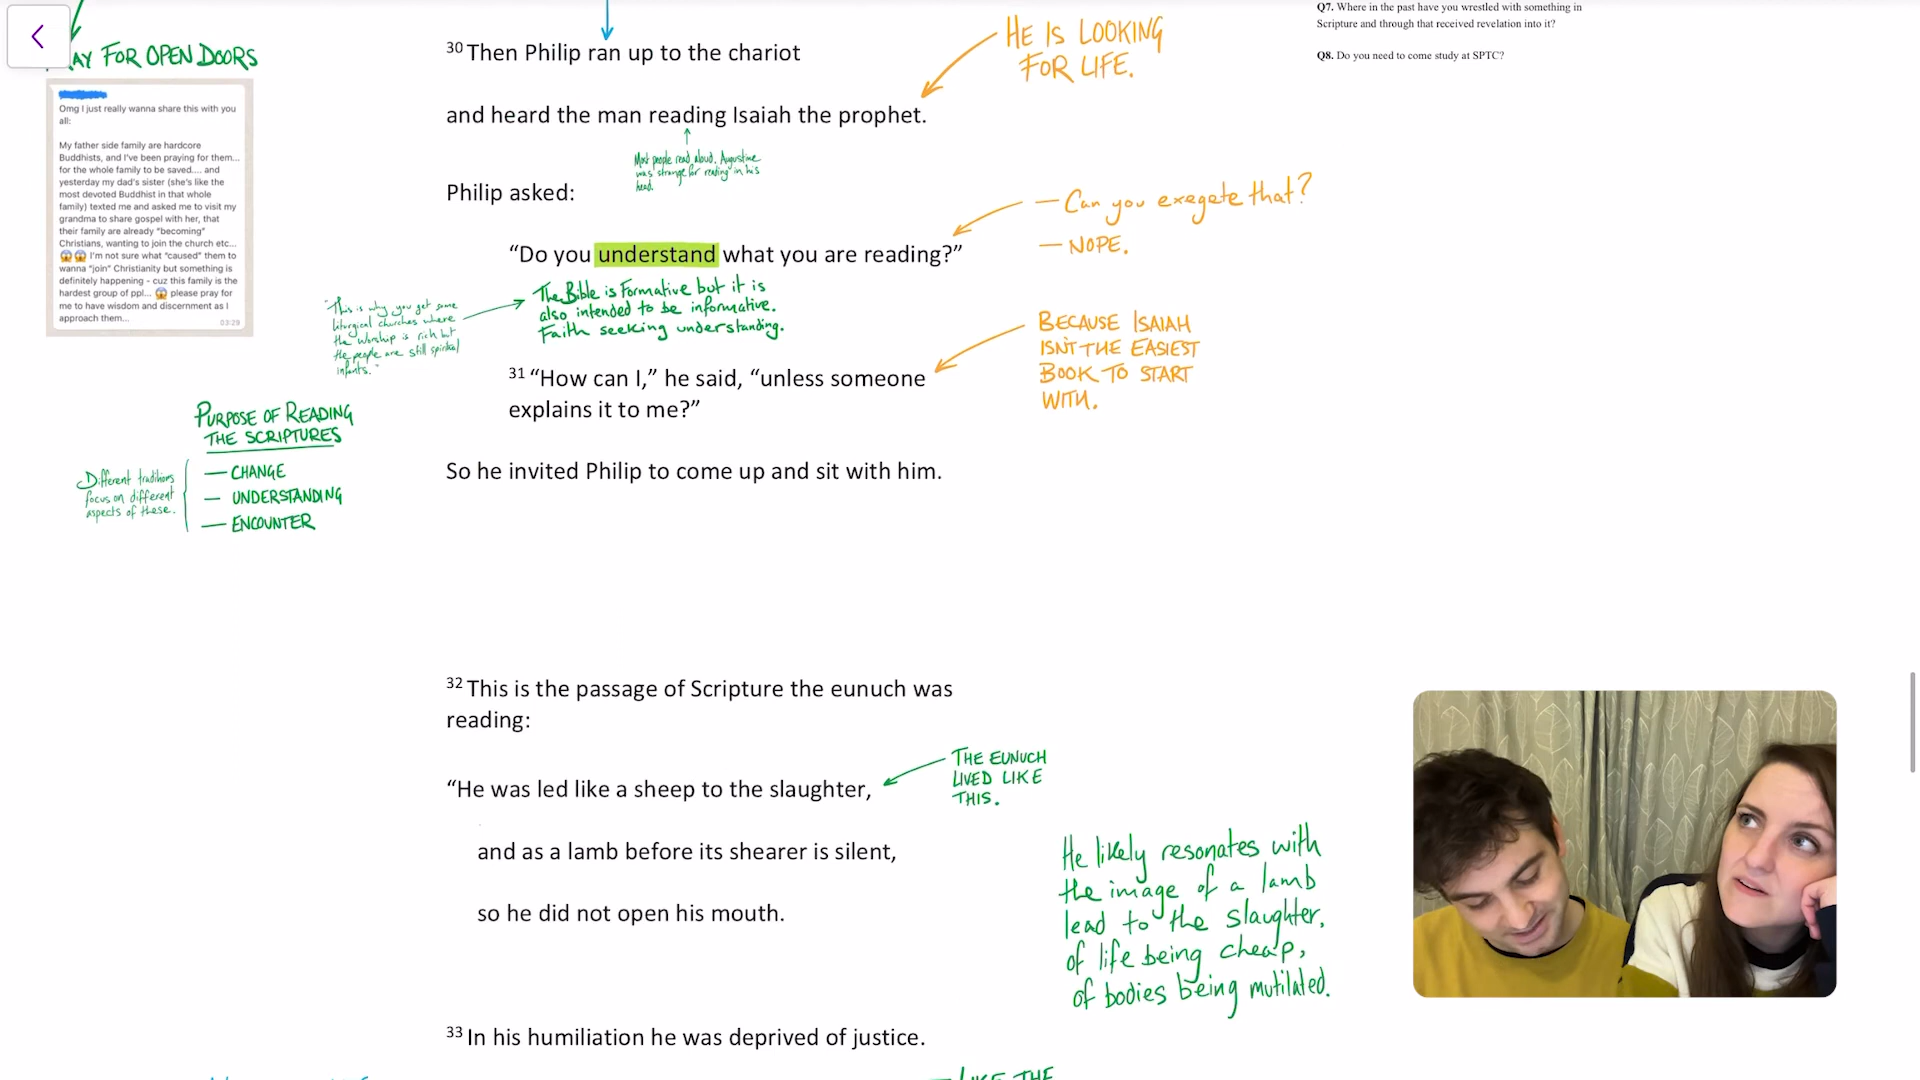 AY FOR OPEN DOORS
Omg I just really wanna share this with you
all:
My father side family are hardcore
Buddhists, and I've been praying for them...
for the whole family to be saved.... and
yesterday my dad's sister (she's like the
most devoted Buddhist in that whole
family) texted me and asked me to visit my
grandma to share gospel with her, that
their family are already "becoming"
Christians, wanting to join the church etc...
😱😱 I'm not sure what "caused" them to
wanna "join" Christianity but something is
definitely happening - cuz this family is the
hardest group of ppl... 😱 please pray for
me to have wisdom and discernment as I
approach them...
03:29
30 Then Philip ran up to the chariot
HE IS LOOKING
FOR LIFE.
and heard the man reading Isaiah the prophet.
Most people read aloud. Augustine
was strange for reading in his
head.
Philip asked:
— Can you exegete that?
— NOPE.
“Do you understand what you are reading?”
The Bible is Formative but it is
also intended to be informative.
Faith seeking understanding.
"This is why you get some
liturgical churches where
the worship is rich but
the people are still spiritual
infants."
BECAUSE ISAIAH
ISN'T THE EASIEST
BOOK TO START
WITH.
31 “How can I,” he said, “unless someone
explains it to me?”
PURPOSE OF READING
THE SCRIPTURES
— CHANGE
— UNDERSTANDING
— ENCOUNTER
Different traditions
focus on different
aspects of these.
So he invited Philip to come up and sit with him.
32 This is the passage of Scripture the eunuch was
reading:
“He was led like a sheep to the slaughter,
THE EUNUCH
LIVED LIKE
THIS.
and as a lamb before its shearer is silent,
so he did not open his mouth.
He likely resonates with
the image of a lamb
lead to the slaughter,
of life being cheap,
of bodies being mutilated.
33 In his humiliation he was deprived of justice.
— LIKE THE
Q7. Where in the past have you wrestled with something in
Scripture and through that received revelation into it?
Q8. Do you need to come study at SPTC?